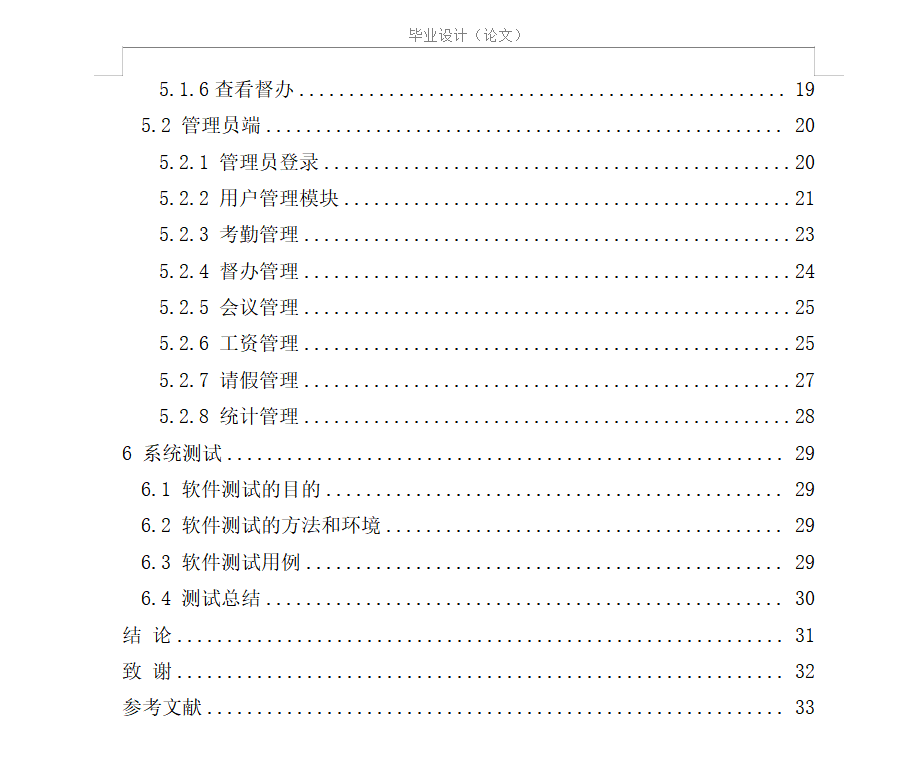 毕业设计（论文）
5.1.6查看督办................................................. 19
5.2 管理员端.................................................... 20
5.2.1 管理员登录............................................... 20
5.2.2 用户管理模块............................................. 21
5.2.3 考勤管理................................................. 23
5.2.4 督办管理................................................. 24
5.2.5 会议管理................................................. 25
5.2.6 工资管理................................................. 25
5.2.7 请假管理................................................. 27
5.2.8 统计管理................................................. 28
6 系统测试........................................................ 29
6.1 软件测试的目的.............................................. 29
6.2 软件测试的方法和环境........................................ 29
6.3 软件测试用例................................................ 29
6.4 测试总结.................................................... 30
结 论............................................................. 31
致 谢............................................................. 32
参考文献.......................................................... 33